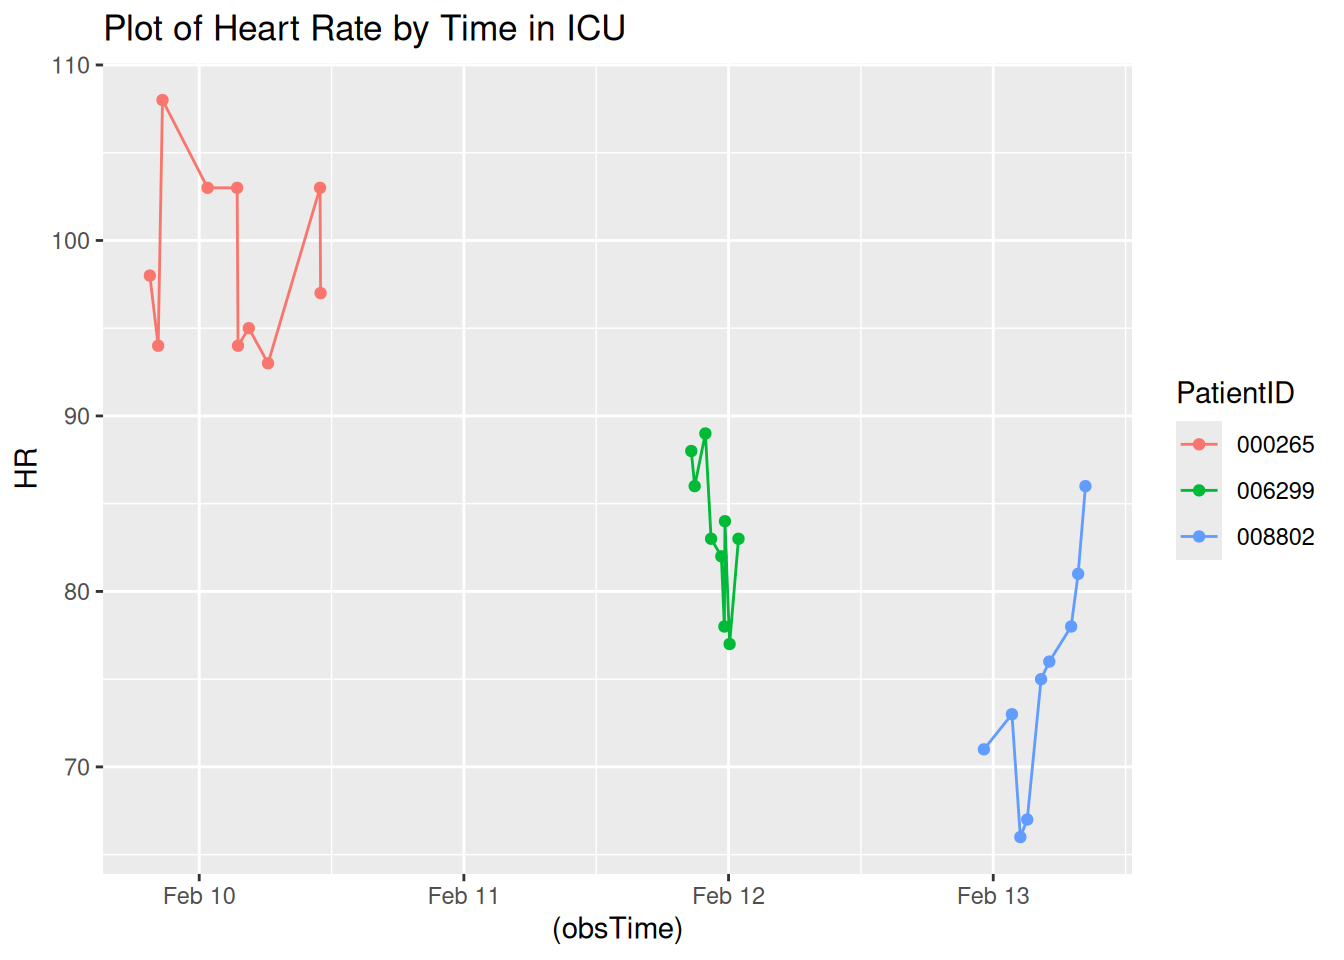 Plot of Heart Rate by Time in ICU
110
100
90
80
70
HR
Feb 10
Feb 11
Feb 12
Feb 13
(obsTime)
PatientID
000265
006299
008802